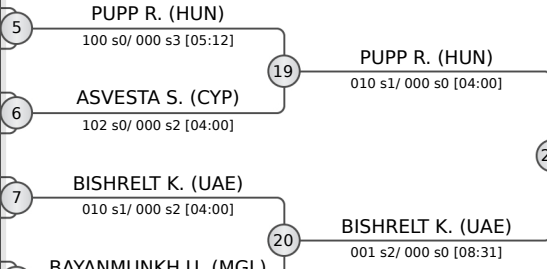 PUPP R. (HUN)
5
100 s0/ 000 s3 [05:12]
19
PUPP R. (HUN)
010 s1/ 000 s0 [04:00]
ASVESTA S. (CYP)
6
102 s0/ 000 s2 [04:00]
BISHRELT K. (UAE)
7
010 s1/ 000 s2 [04:00]
20
BISHRELT K. (UAE)
001 s2/ 000 s0 [08:31]
BAYANMUNKH U. (MGL)